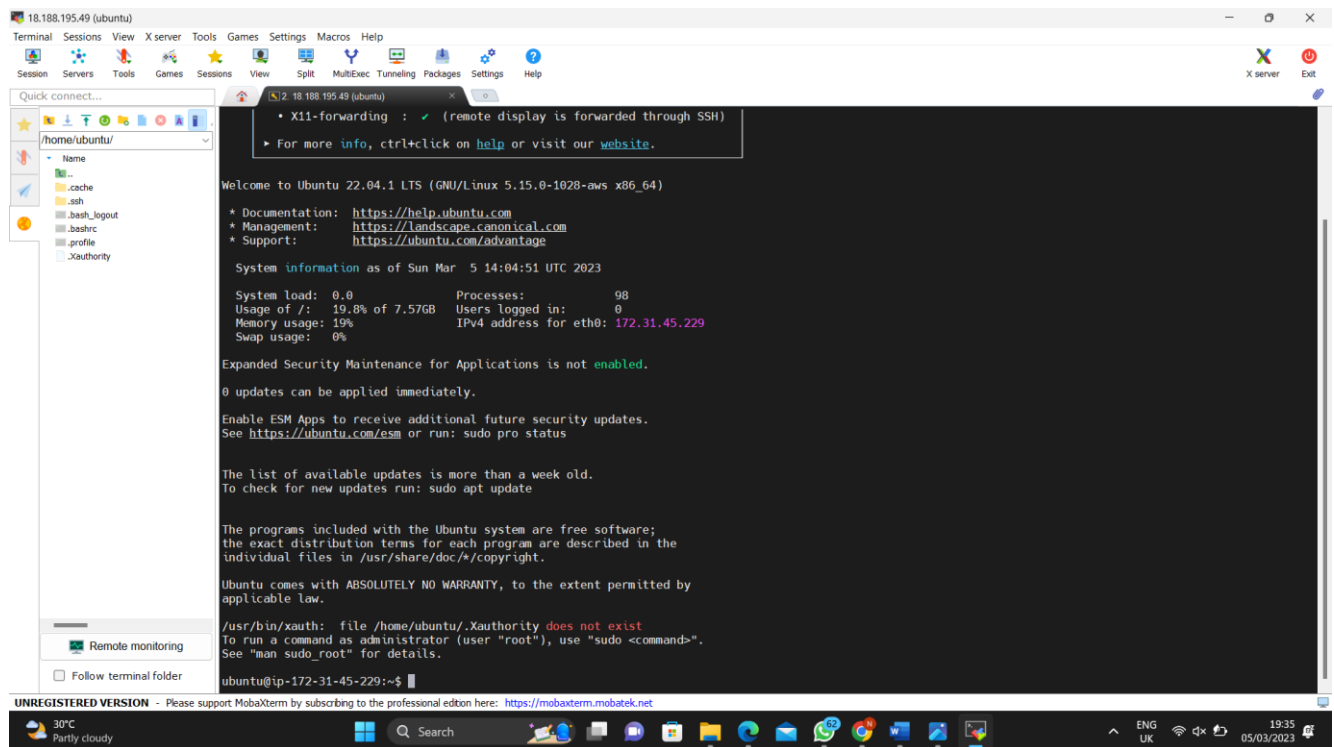 18.188.195.49 (ubuntu)
Terminal Sessions View X server Tools Games Settings Macros Help
Session Servers Tools Games Sessions View Split MultiExec Tunneling Packages Settings Help X server Exit
Quick connect...
2. 18.188.195.49 (ubuntu)
/home/ubuntu/
Name
..
.cache
.ssh
.bash_logout
.bashrc
.profile
.Xauthority
Remote monitoring
Follow terminal folder
• X11-forwarding : ✔ (remote display is forwarded through SSH)
► For more info, ctrl+click on help or visit our website.
Welcome to Ubuntu 22.04.1 LTS (GNU/Linux 5.15.0-1028-aws x86_64)
* Documentation: https://help.ubuntu.com
* Management: https://landscape.canonical.com
* Support: https://ubuntu.com/advantage
System information as of Sun Mar 5 14:04:51 UTC 2023
System load: 0.0 Processes: 98
Usage of /: 19.8% of 7.57GB Users logged in: 0
Memory usage: 19% IPv4 address for eth0: 172.31.45.229
Swap usage: 0%
Expanded Security Maintenance for Applications is not enabled.
0 updates can be applied immediately.
Enable ESM Apps to receive additional future security updates.
See https://ubuntu.com/esm or run: sudo pro status
The list of available updates is more than a week old.
To check for new updates run: sudo apt update
The programs included with the Ubuntu system are free software;
the exact distribution terms for each program are described in the
individual files in /usr/share/doc/*/copyright.
Ubuntu comes with ABSOLUTELY NO WARRANTY, to the extent permitted by
applicable law.
/usr/bin/xauth: file /home/ubuntu/.Xauthority does not exist
To run a command as administrator (user "root"), use "sudo <command>".
See "man sudo_root" for details.
ubuntu@ip-172-31-45-229:~$
UNREGISTERED VERSION - Please support MobaXterm by subscribing to the professional edition here: https://mobaxterm.mobatek.net
30°C
Partly cloudy
Search
62
ENG
UK
19:35
05/03/2023